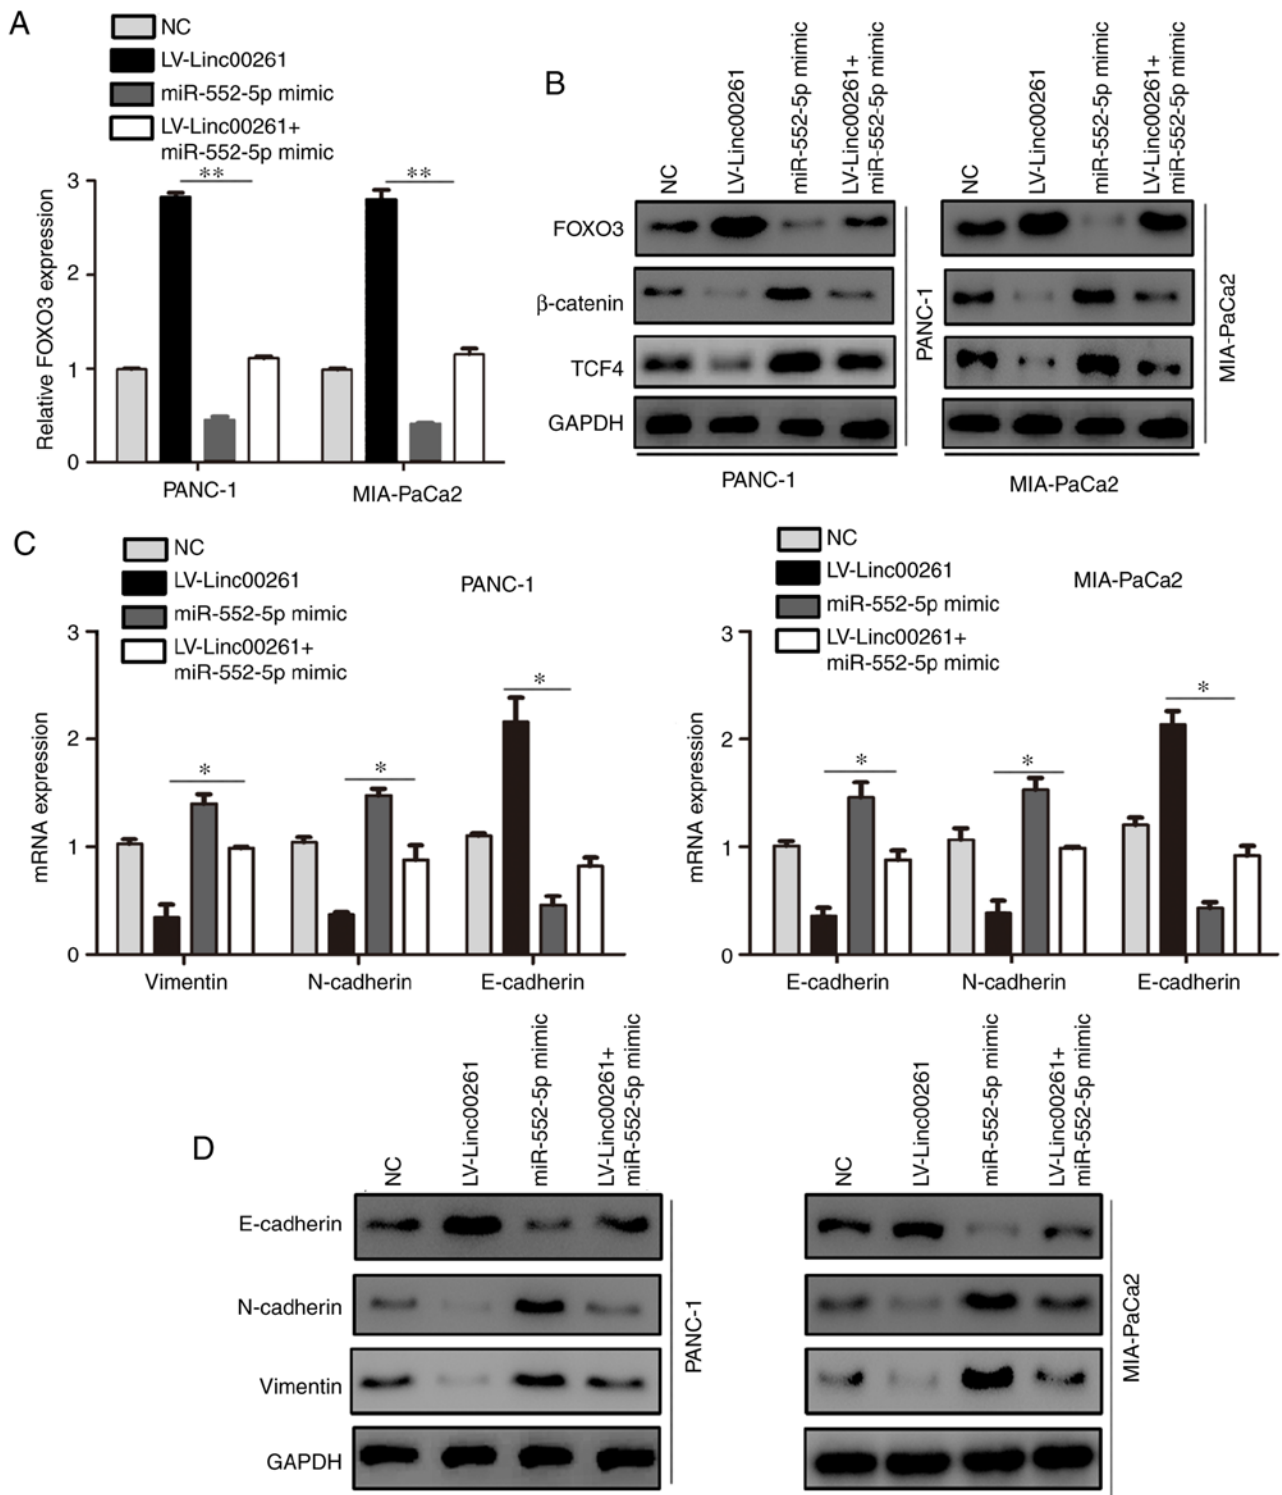 A
NC
LV-Linc00261
miR-552-5p mimic
LV-Linc00261+
miR-552-5p mimic
Relative FOXO3 expression
3
2
1
0
**
**
PANC-1
MIA-PaCa2
B
NC
LV-Linc00261
miR-552-5p mimic
LV-Linc00261+
miR-552-5p mimic
NC
LV-Linc00261
miR-552-5p mimic
LV-Linc00261+
miR-552-5p mimic
FOXO3
β-catenin
TCF4
GAPDH
PANC-1
MIA-PaCa2
PANC-1
MIA-PaCa2
C
NC
LV-Linc00261
miR-552-5p mimic
LV-Linc00261+
miR-552-5p mimic
PANC-1
mRNA expression
3
2
1
0
*
*
*
Vimentin
N-cadherin
E-cadherin
NC
LV-Linc00261
miR-552-5p mimic
LV-Linc00261+
miR-552-5p mimic
MIA-PaCa2
mRNA expression
3
2
1
0
*
*
*
E-cadherin
N-cadherin
E-cadherin
D
NC
LV-Linc00261
miR-552-5p mimic
LV-Linc00261+
miR-552-5p mimic
NC
LV-Linc00261
miR-552-5p mimic
LV-Linc00261+
miR-552-5p mimic
E-cadherin
N-cadherin
Vimentin
GAPDH
PANC-1
MIA-PaCa2